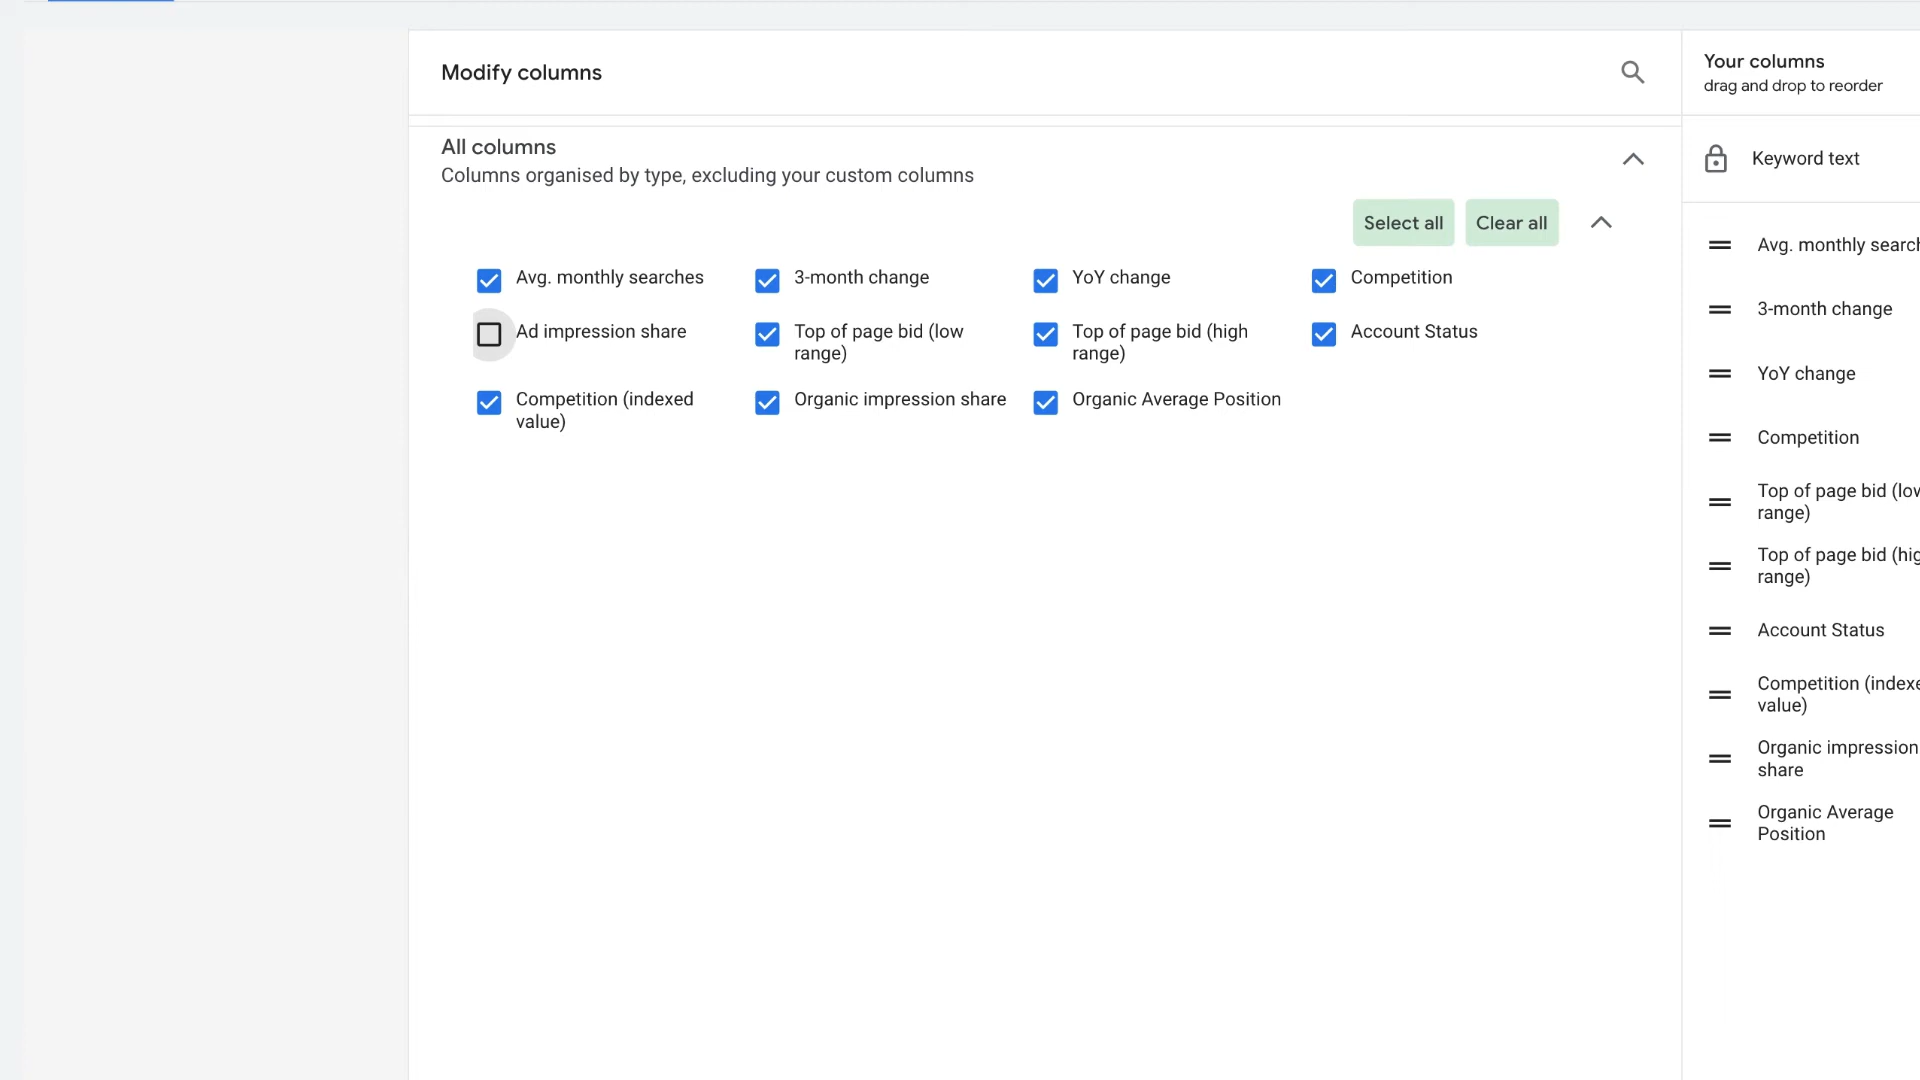 Modify columns
All columns
Columns organised by type, excluding your custom columns
Select all
Clear all
Avg. monthly searches
3-month change
YoY change
Competition
Ad impression share
Top of page bid (low
range)
Top of page bid (high
range)
Account Status
Competition (indexed
value)
Organic impression share
Organic Average Position
Your columns
drag and drop to reorder
Keyword text
Avg. monthly search
3-month change
YoY change
Competition
Top of page bid (low
range)
Top of page bid (hig
range)
Account Status
Competition (indexe
value)
Organic impression
share
Organic Average
Position